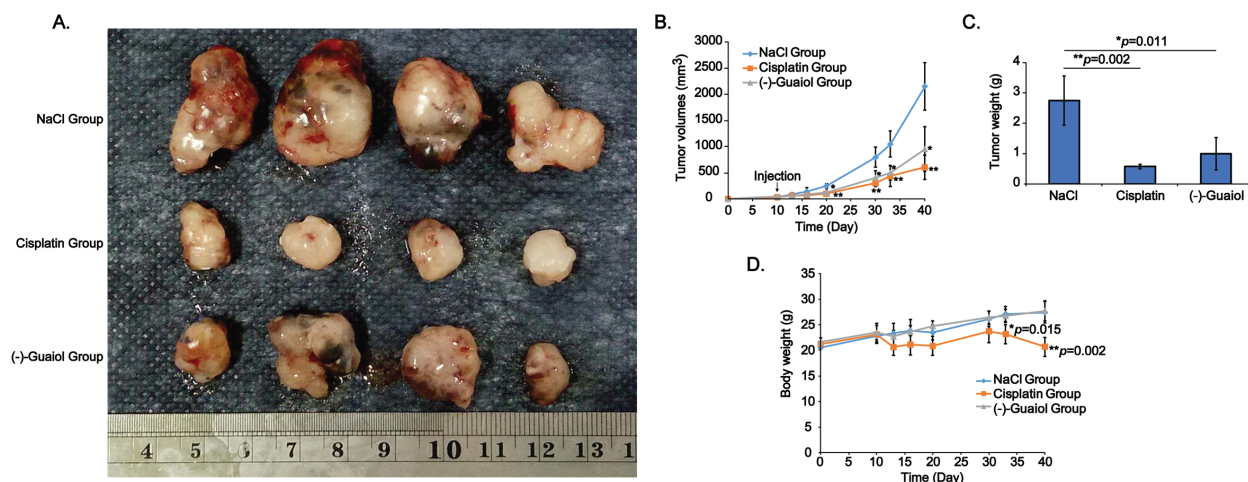 A.
NaCl Group
Cisplatin Group
(-)-Guaiol Group
4 5 6 7 8 9 10 11 12 13 1
B.
3000
2500
2000
1500
1000
500
0
Tumor volumes (mm3)
NaCl Group
Cisplatin Group
(-)-Guaiol Group
Injection
*
**
*
**
*
**
*
**
0 5 10 15 20 25 30 35 40
Time (Day)
C.
*p=0.011
**p=0.002
4
3
2
1
0
Tumor weight (g)
NaCl Cisplatin (-)-Guaiol
D.
35
30
25
20
15
10
5
0
Body weight (g)
*p=0.015
**p=0.002
NaCl Group
Cisplatin Group
(-)-Guaiol Group
0 5 10 15 20 25 30 35 40
Time (Day)